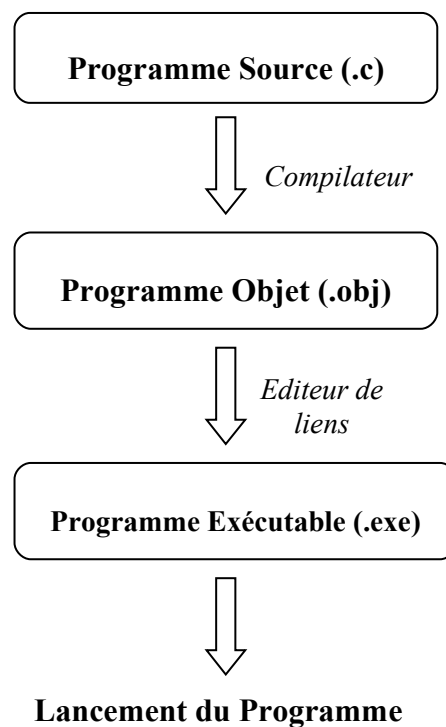 Programme Source (.c)
Compilateur
Programme Objet (.obj)
Editeur de
liens
Programme Exécutable (.exe)
Lancement du Programme